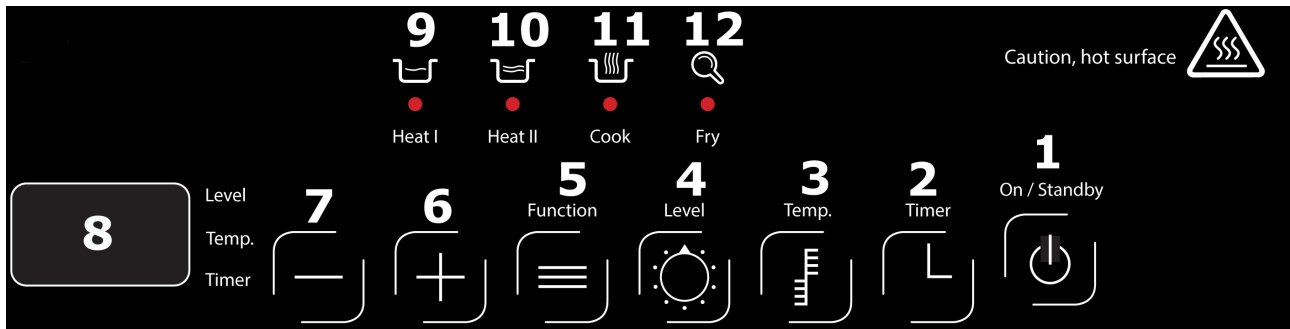 9 10 11 12
Caution, hot surface
Heat I Heat II Cook Fry
1
On / Standby
8
Level
Temp.
Timer
7
6
5
Function
4
Level
3
Temp.
2
Timer